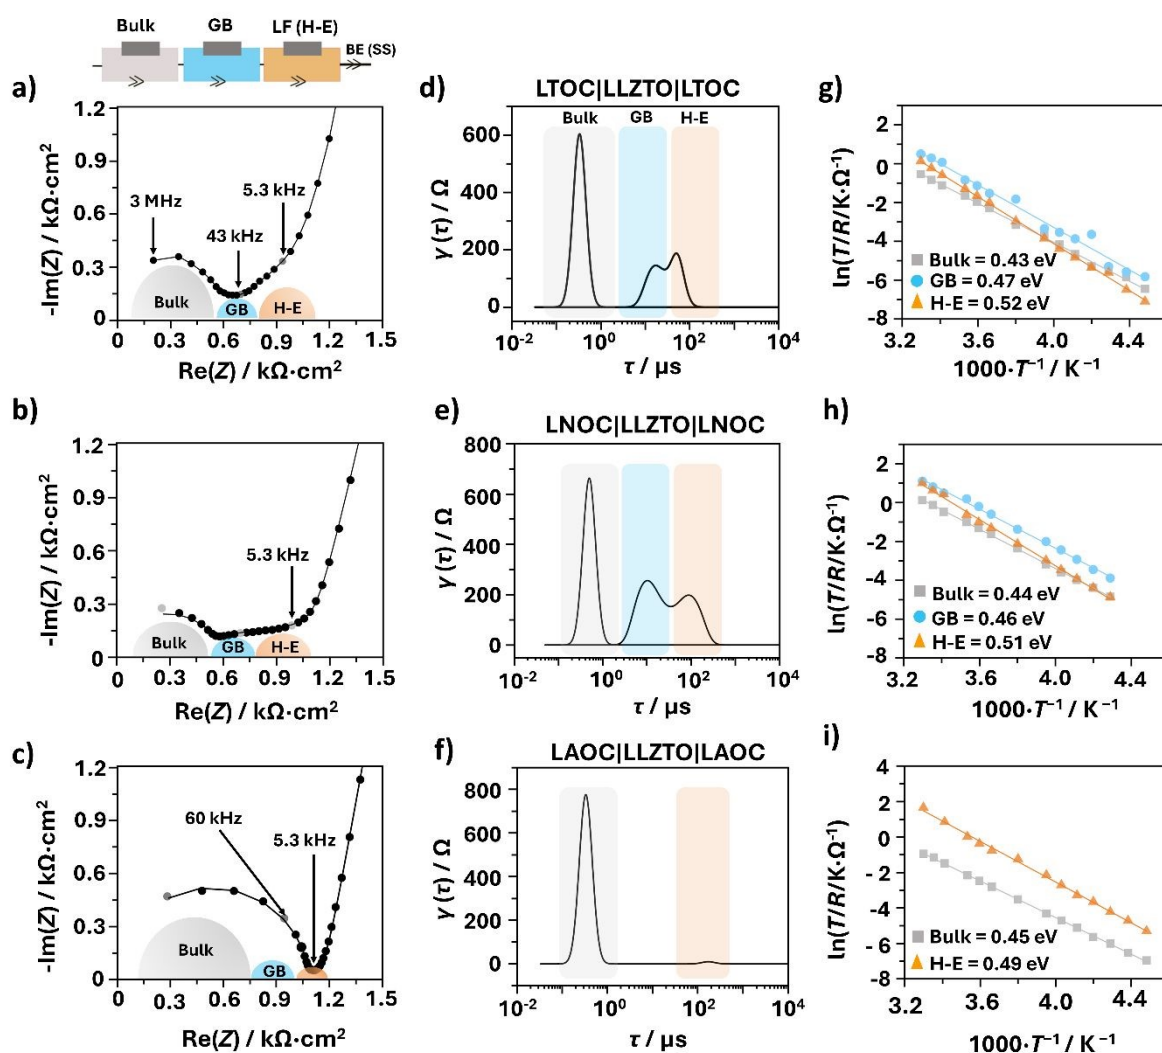 Bulk GB LF (H-E) BE (SS)
a)
1.2
0.9
0.6
0.3
0
-Im(Z) / kΩ·cm²
3 MHz
43 kHz
5.3 kHz
Bulk GB H-E
0 0.3 0.6 0.9 1.2 1.5
Re(Z) / kΩ·cm²
d)
LTOC|LLZTO|LTOC
Bulk GB H-E
600
400
200
0
γ (τ) / Ω
10⁻² 10⁰ 10² 10⁴
τ / µs
g)
2
0
-2
-4
-6
-8
ln(T/R/K·Ω⁻¹)
Bulk = 0.43 eV
GB = 0.47 eV
H-E = 0.52 eV
3.2 3.6 4.0 4.4
1000·T⁻¹ / K⁻¹
b)
1.2
0.9
0.6
0.3
0
-Im(Z) / kΩ·cm²
5.3 kHz
Bulk GB H-E
0 0.3 0.6 0.9 1.2 1.5
Re(Z) / kΩ·cm²
e)
LNOC|LLZTO|LNOC
800
600
400
200
0
γ (τ) / Ω
10⁻² 10⁰ 10² 10⁴
τ / µs
h)
2
0
-2
-4
-6
-8
ln(T/R/K·Ω⁻¹)
Bulk = 0.44 eV
GB = 0.46 eV
H-E = 0.51 eV
3.2 3.6 4.0 4.4
1000·T⁻¹ / K⁻¹
c)
1.2
0.9
0.6
0.3
0
-Im(Z) / kΩ·cm²
60 kHz
5.3 kHz
Bulk GB
0 0.3 0.6 0.9 1.2 1.5
Re(Z) / kΩ·cm²
f)
LAOC|LLZTO|LAOC
800
600
400
200
0
γ (τ) / Ω
10⁻² 10⁰ 10² 10⁴
τ / µs
i)
4
2
0
-2
-4
-6
-8
ln(T/R/K·Ω⁻¹)
Bulk = 0.45 eV
H-E = 0.49 eV
3.2 3.6 4.0 4.4
1000·T⁻¹ / K⁻¹